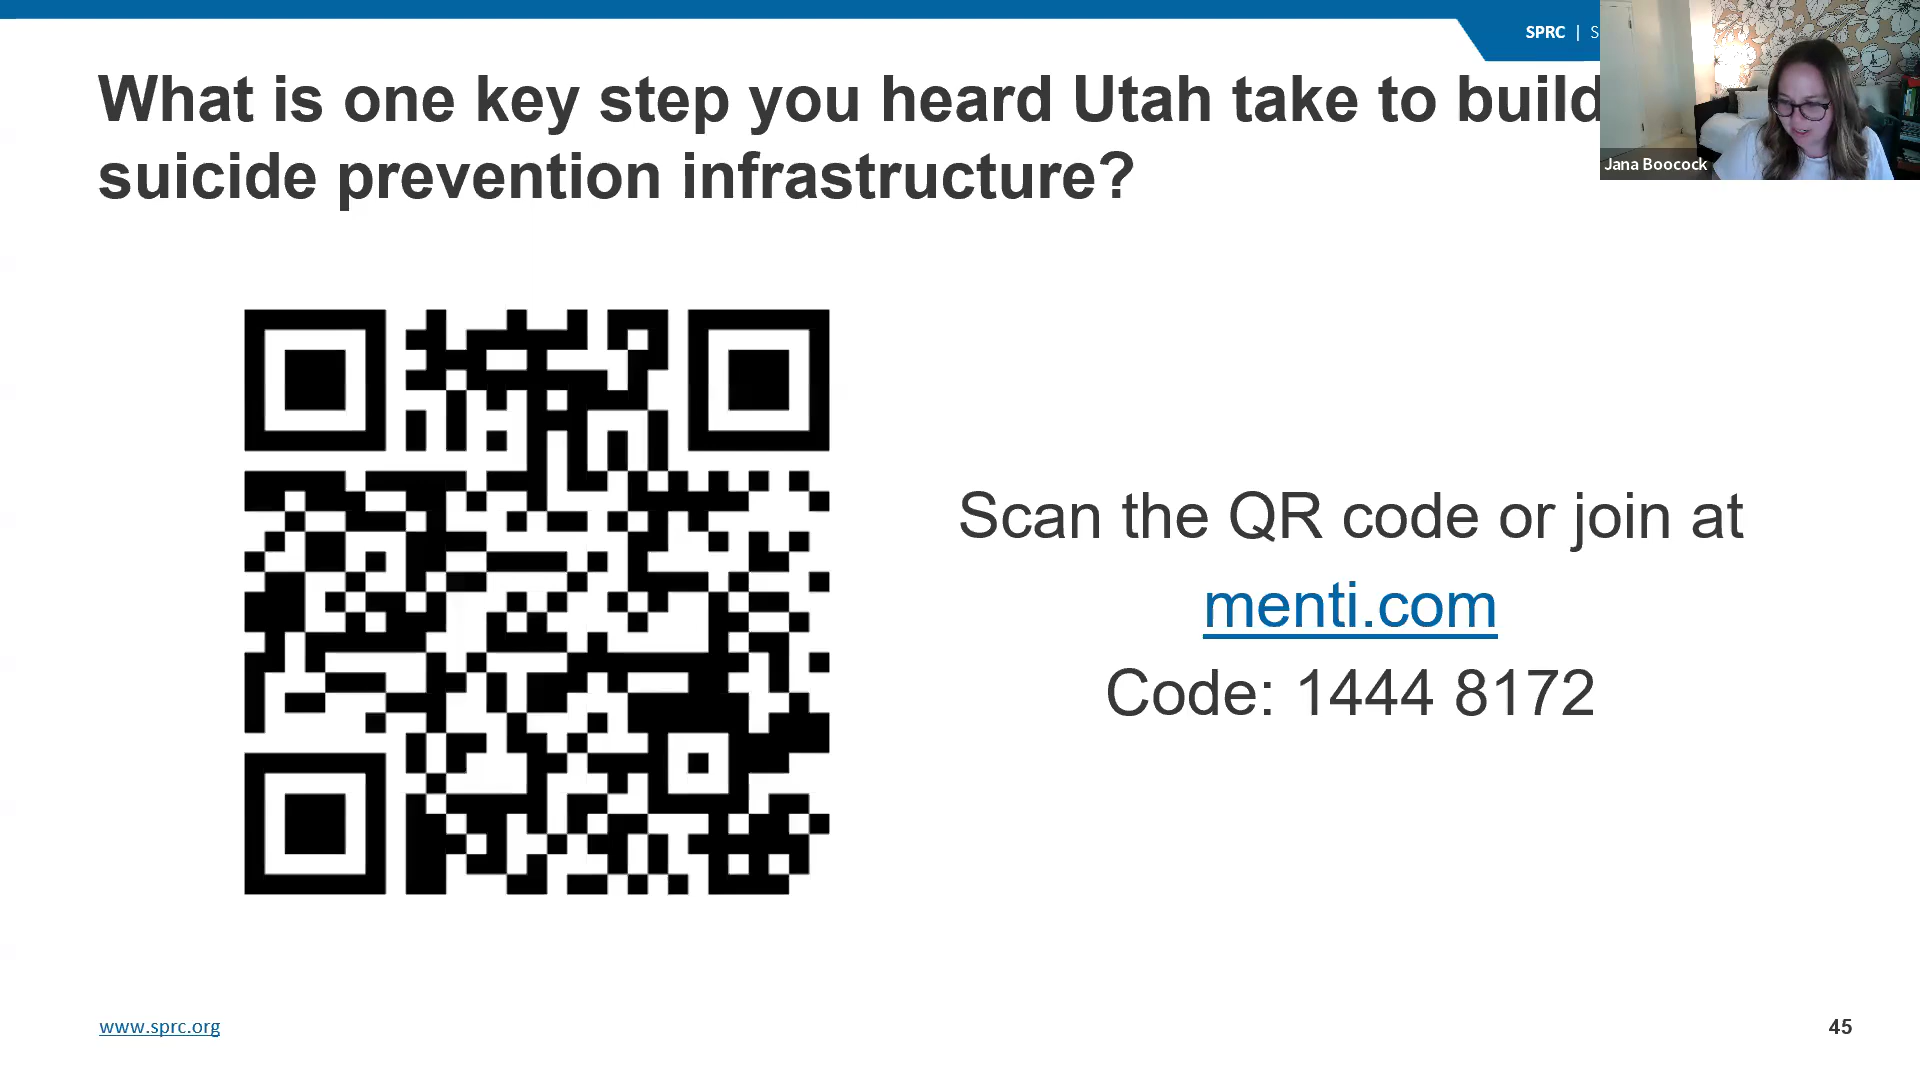 SPRC | S
What is one key step you heard Utah take to build
suicide prevention infrastructure?
Jana Boocock
Scan the QR code or join at
menti.com
Code: 1444 8172
www.sprc.org
45